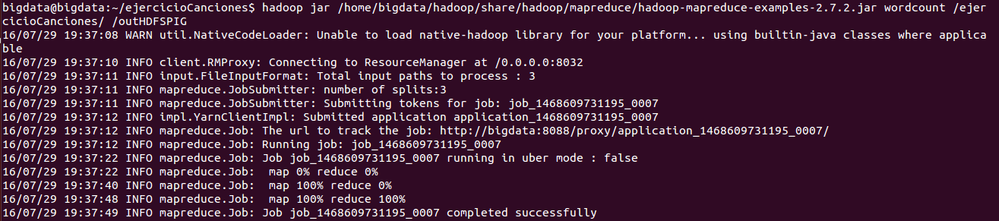 bigdata@bigdata:~/ejercicioCanciones$ hadoop jar /home/bigdata/hadoop/share/hadoop/mapreduce/hadoop-mapreduce-examples-2.7.2.jar wordcount /ejer
cicioCanciones/ /outHDFSPIG
16/07/29 19:37:08 WARN util.NativeCodeLoader: Unable to load native-hadoop library for your platform... using builtin-java classes where applica
ble
16/07/29 19:37:10 INFO client.RMProxy: Connecting to ResourceManager at /0.0.0.0:8032
16/07/29 19:37:11 INFO input.FileInputFormat: Total input paths to process : 3
16/07/29 19:37:11 INFO mapreduce.JobSubmitter: number of splits:3
16/07/29 19:37:11 INFO mapreduce.JobSubmitter: Submitting tokens for job: job_1468609731195_0007
16/07/29 19:37:12 INFO impl.YarnClientImpl: Submitted application application_1468609731195_0007
16/07/29 19:37:12 INFO mapreduce.Job: The url to track the job: http://bigdata:8088/proxy/application_1468609731195_0007/
16/07/29 19:37:12 INFO mapreduce.Job: Running job: job_1468609731195_0007
16/07/29 19:37:22 INFO mapreduce.Job: Job job_1468609731195_0007 running in uber mode : false
16/07/29 19:37:22 INFO mapreduce.Job:  map 0% reduce 0%
16/07/29 19:37:40 INFO mapreduce.Job:  map 100% reduce 0%
16/07/29 19:37:48 INFO mapreduce.Job:  map 100% reduce 100%
16/07/29 19:37:49 INFO mapreduce.Job: Job job_1468609731195_0007 completed successfully